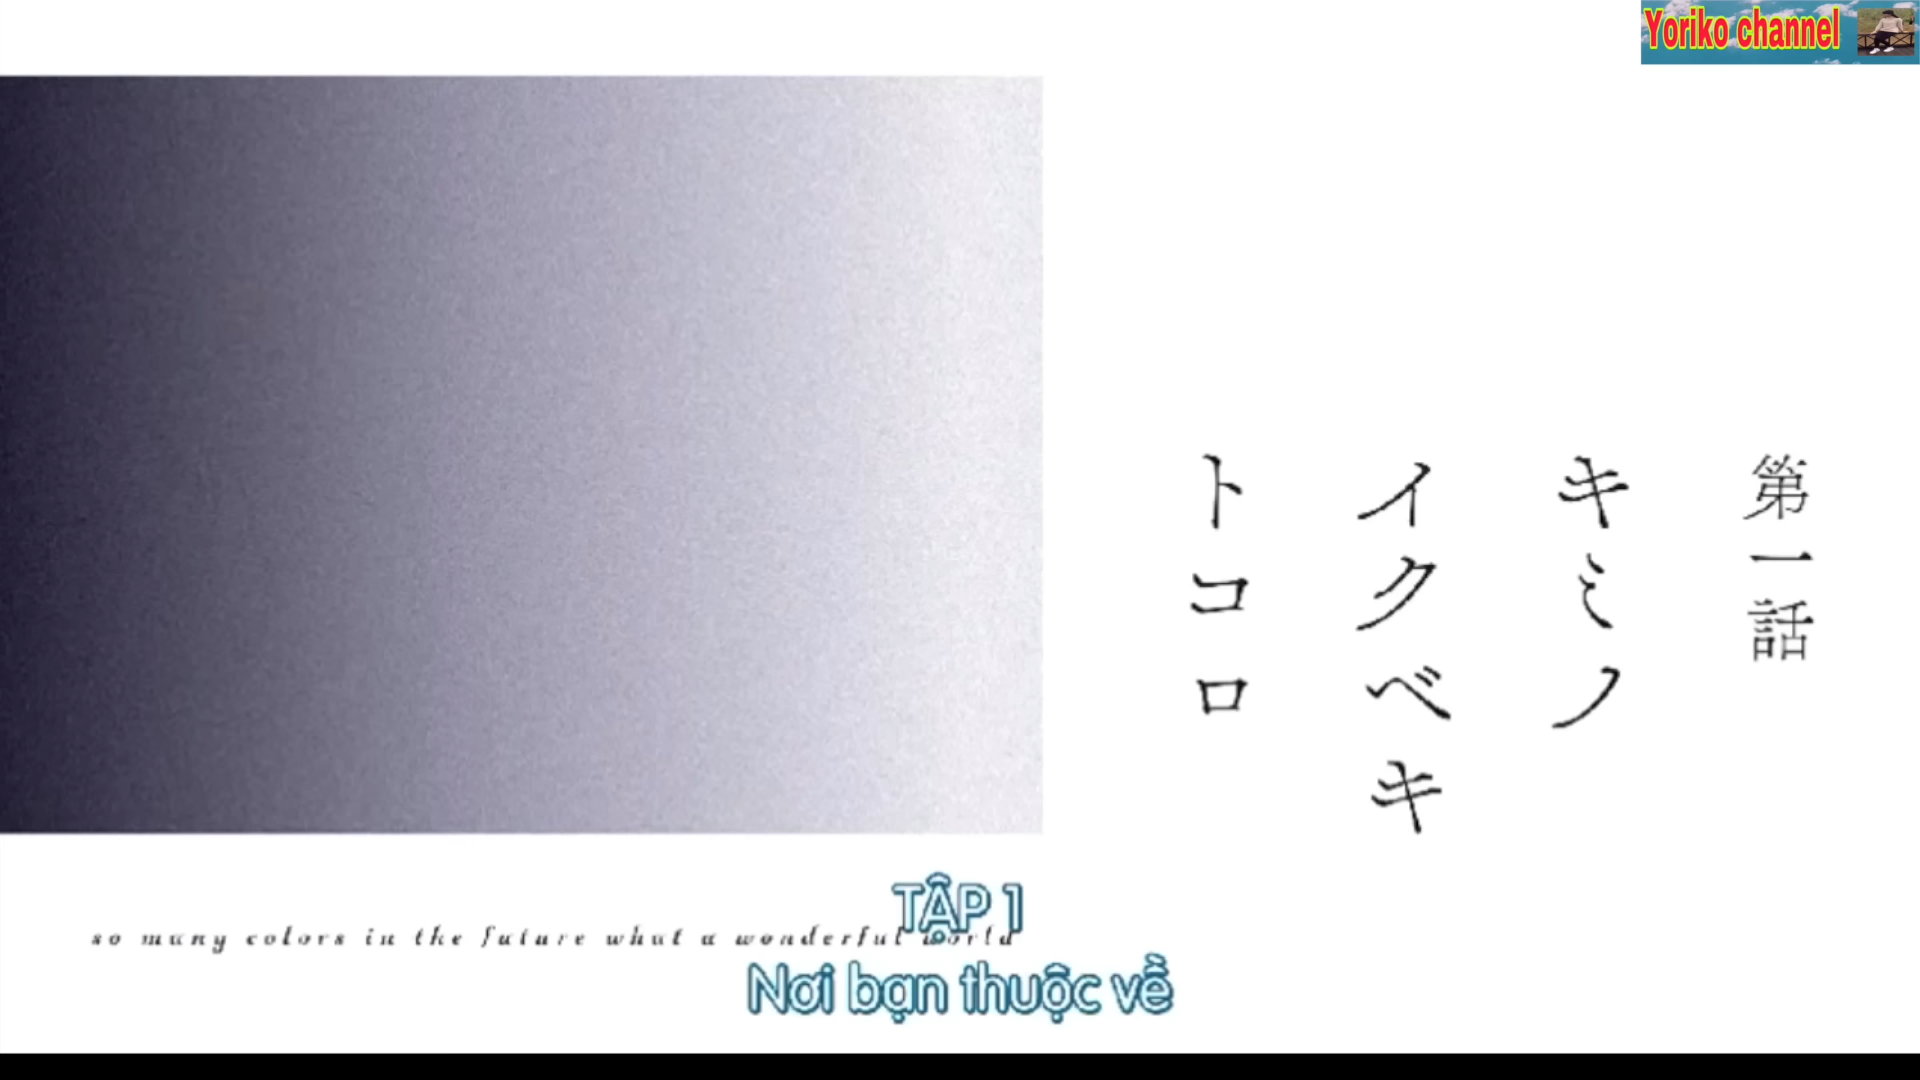 Yoriko channel
第一話
キミノ
イクベキ
トコロ
TẬP 1
so many colors in the future what a wonderful world
Nơi bạn thuộc về